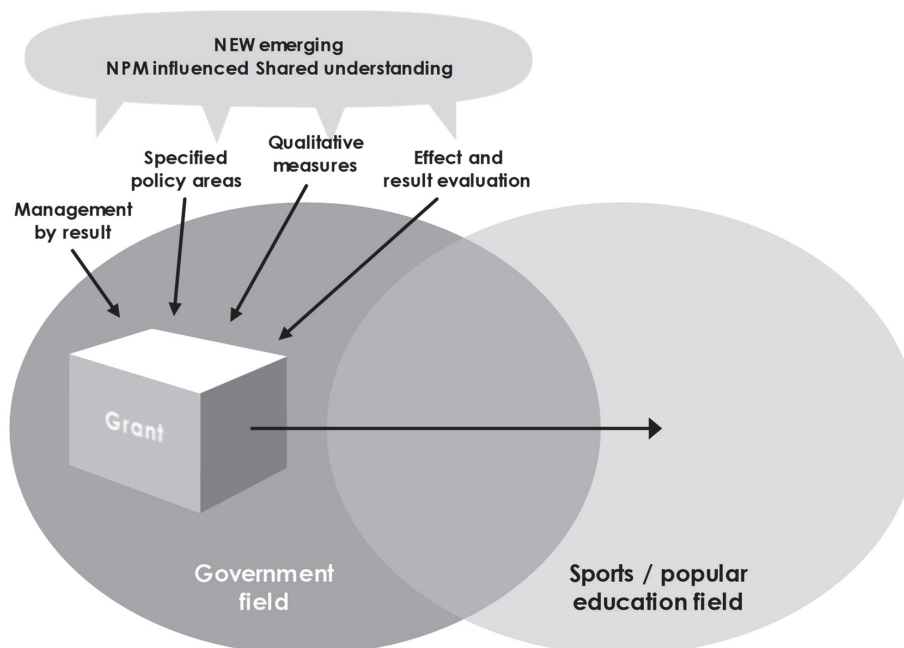 NEW emerging
NPM influenced Shared understanding
Management
by result
Specified
policy areas
Qualitative
measures
Effect and
result evaluation
Grant
Government
field
Sports / popular
education field